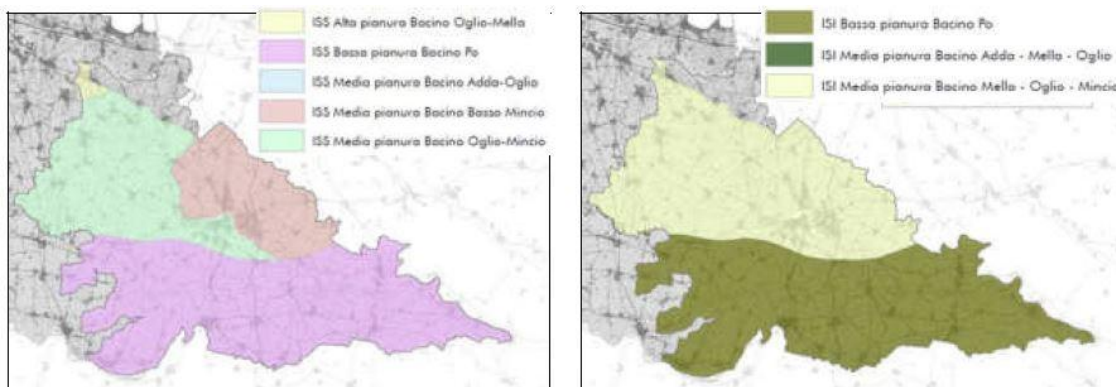 ISS Alta pianura Bacino Oglio-Mella
ISS Bassa pianura Bacino Po
ISS Media pianura Bacino Adda-Oglio
ISS Media pianura Bacino Basso Mincio
ISS Media pianura Bacino Oglio-Mincio
ISI Bassa pianura Bacino Po
ISI Media pianura Bacino Adda - Mella - Oglio
ISI Media pianura Bacino Mella - Oglio - Mincio